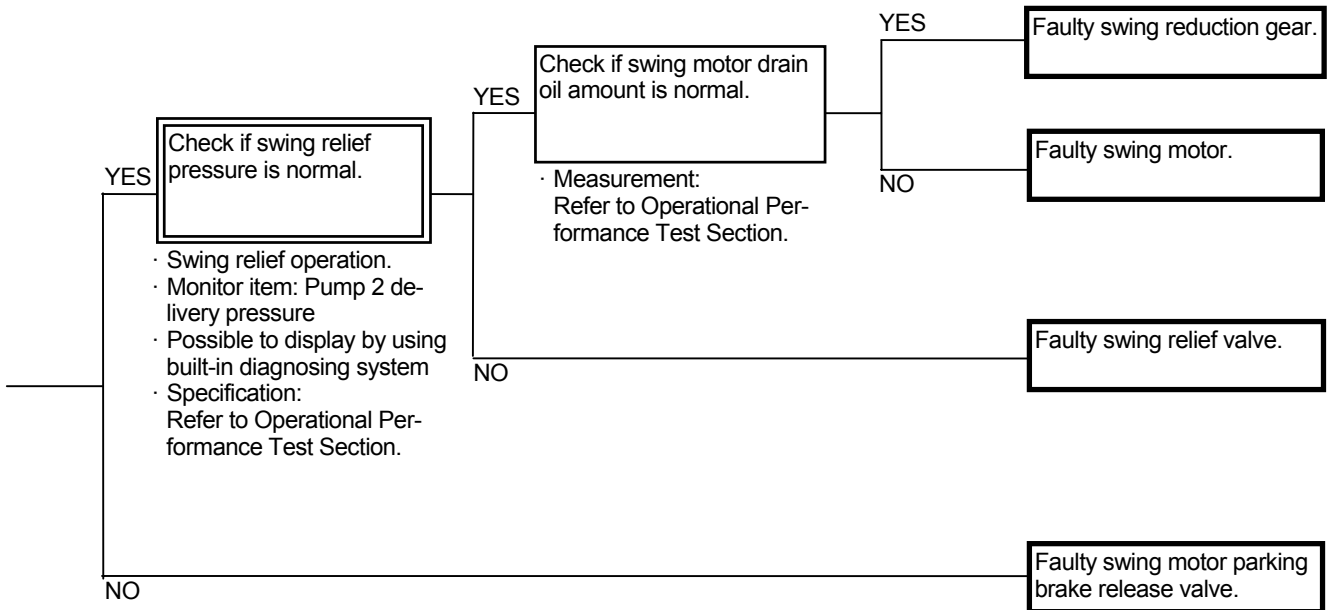 YES
Check if swing relief
pressure is normal.
· Swing relief operation.
· Monitor item: Pump 2 de-
livery pressure
· Possible to display by using
built-in diagnosing system
· Specification:
Refer to Operational Per-
formance Test Section.
YES
Check if swing motor drain
oil amount is normal.
· Measurement:
Refer to Operational Per-
formance Test Section.
YES
Faulty swing reduction gear.
NO
Faulty swing motor.
NO
Faulty swing relief valve.
NO
Faulty swing motor parking
brake release valve.